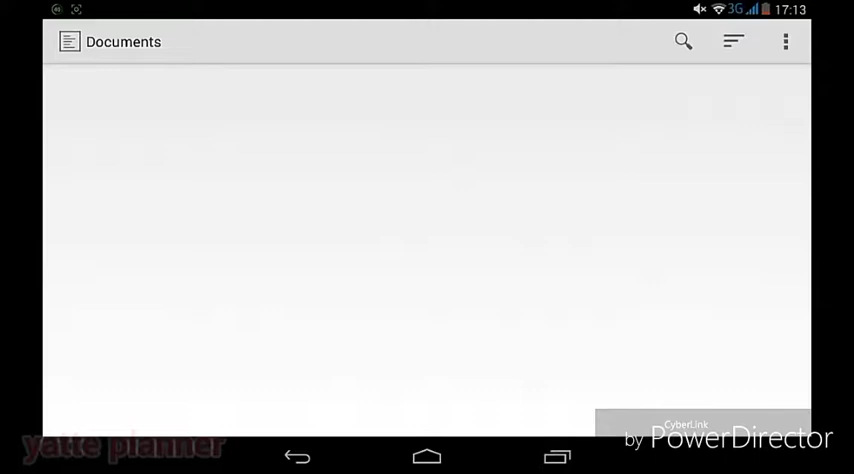 3G 17:13
Documents
CyberLink
by PowerDirector
yatte planner